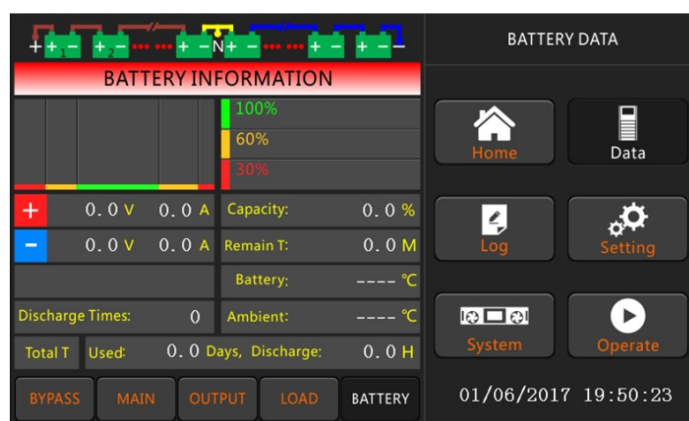 + + 1 − + 2 − + − N + − + − + − −
BATTERY DATA
BATTERY INFORMATION
100%
60%
30%
+ 0.0 V 0.0 A Capacity: 0.0 %
− 0.0 V 0.0 A Remain T: 0.0 M
Battery: ---- ℃
Discharge Times: 0 Ambient: ---- ℃
Total T Used: 0.0 Days, Discharge: 0.0 H
BYPASS MAIN OUTPUT LOAD BATTERY
Home Data
Log Setting
System Operate
01/06/2017 19:50:23